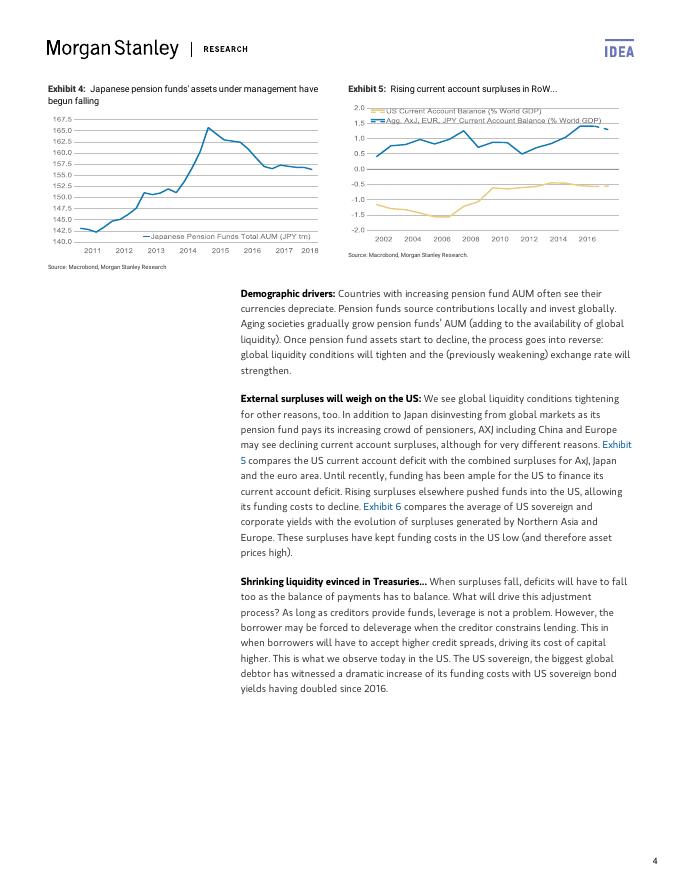 Morgan Stanley | RESEARCH
IDEA
Exhibit 4: Japanese pension funds' assets under management have
begun falling
167.5
165.0
162.5
160.0
157.5
155.0
152.5
150.0
147.5
145.0
142.5
140.0
Japanese Pension Funds Total AUM (JPY trn)
2011 2012 2013 2014 2015 2016 2017 2018
Source: Macrobond, Morgan Stanley Research
Exhibit 5: Rising current account surpluses in RoW...
2.0
1.5
1.0
0.5
0.0
-0.5
-1.0
-1.5
-2.0
US Current Account Balance (% World GDP)
Agg. AxJ, EUR, JPY Current Account Balance (% World GDP)
2002 2004 2006 2008 2010 2012 2014 2016
Source: Macrobond, Morgan Stanley Research.
Demographic drivers: Countries with increasing pension fund AUM often see their
currencies depreciate. Pension funds source contributions locally and invest globally.
Aging societies gradually grow pension funds' AUM (adding to the availability of global
liquidity). Once pension fund assets start to decline, the process goes into reverse:
global liquidity conditions will tighten and the (previously weakening) exchange rate will
strengthen.
External surpluses will weigh on the US: We see global liquidity conditions tightening
for other reasons, too. In addition to Japan disinvesting from global markets as its
pension fund pays its increasing crowd of pensioners, AXJ including China and Europe
may see declining current account surpluses, although for very different reasons. Exhibit
5 compares the US current account deficit with the combined surpluses for AxJ, Japan
and the euro area. Until recently, funding has been ample for the US to finance its
current account deficit. Rising surpluses elsewhere pushed funds into the US, allowing
its funding costs to decline. Exhibit 6 compares the average of US sovereign and
corporate yields with the evolution of surpluses generated by Northern Asia and
Europe. These surpluses have kept funding costs in the US low (and therefore asset
prices high).
Shrinking liquidity evinced in Treasuries... When surpluses fall, deficits will have to fall
too as the balance of payments has to balance. What will drive this adjustment
process? As long as creditors provide funds, leverage is not a problem. However, the
borrower may be forced to deleverage when the creditor constrains lending. This in
when borrowers will have to accept higher credit spreads, driving its cost of capital
higher. This is what we observe today in the US. The US sovereign, the biggest global
debtor has witnessed a dramatic increase of its funding costs with US sovereign bond
yields having doubled since 2016.
4